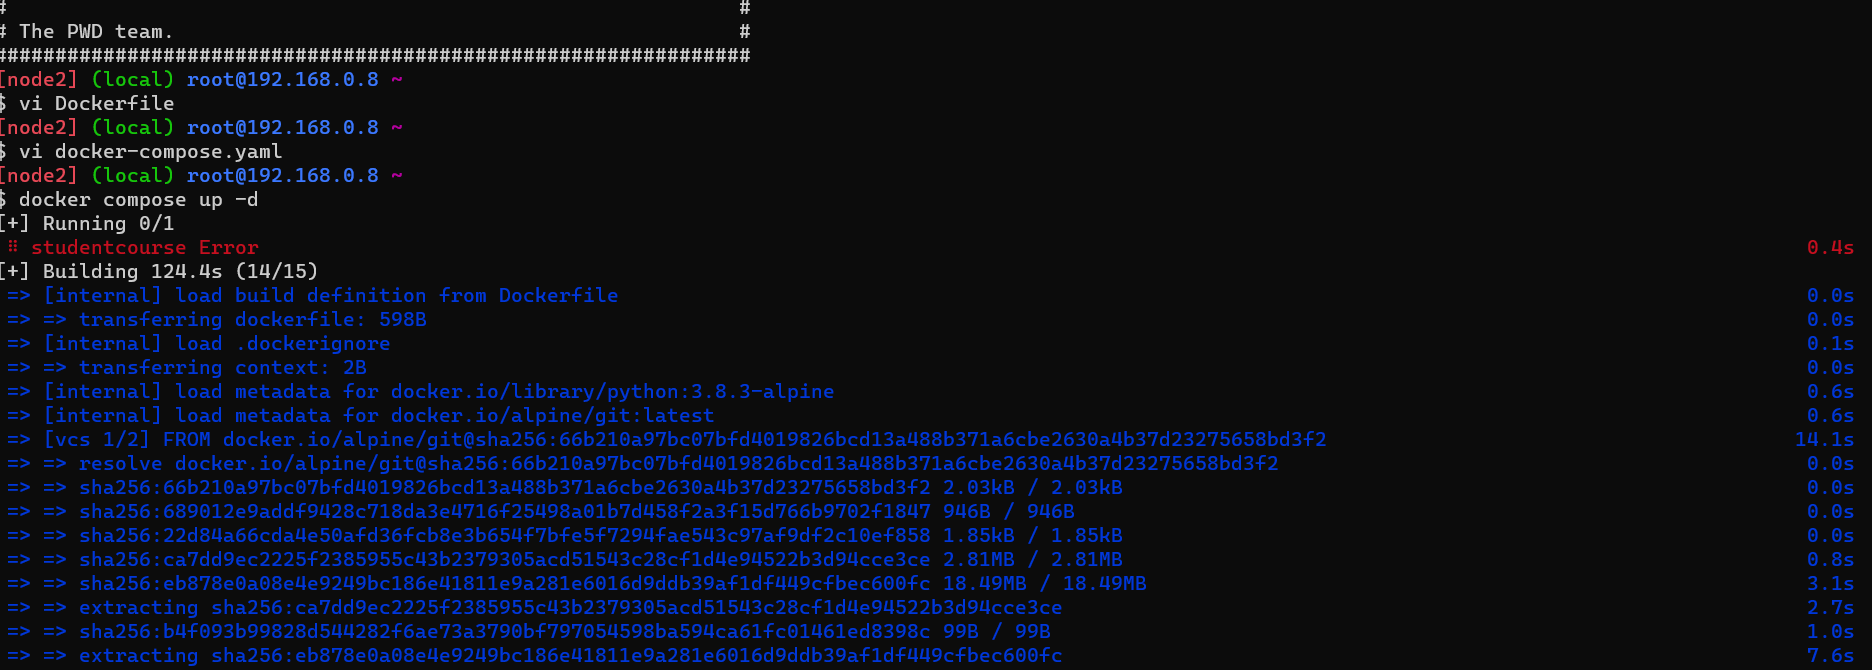 #                                                             #
# The PWD team.                                               #
###############################################################
[node2] (local) root@192.168.0.8 ~
$ vi Dockerfile
[node2] (local) root@192.168.0.8 ~
$ vi docker-compose.yaml
[node2] (local) root@192.168.0.8 ~
$ docker compose up -d
[+] Running 0/1
 ⠿ studentcourse Error 0.4s
[+] Building 124.4s (14/15)
 => [internal] load build definition from Dockerfile 0.0s
 => => transferring dockerfile: 598B 0.0s
 => [internal] load .dockerignore 0.1s
 => => transferring context: 2B 0.0s
 => [internal] load metadata for docker.io/library/python:3.8.3-alpine 0.6s
 => [internal] load metadata for docker.io/alpine/git:latest 0.6s
 => [vcs 1/2] FROM docker.io/alpine/git@sha256:66b210a97bc07bfd4019826bcd13a488b371a6cbe2630a4b37d23275658bd3f2 14.1s
 => => resolve docker.io/alpine/git@sha256:66b210a97bc07bfd4019826bcd13a488b371a6cbe2630a4b37d23275658bd3f2 0.0s
 => => sha256:66b210a97bc07bfd4019826bcd13a488b371a6cbe2630a4b37d23275658bd3f2 2.03kB / 2.03kB 0.0s
 => => sha256:689012e9addf9428c718da3e4716f25498a01b7d458f2a3f15d766b9702f1847 946B / 946B 0.0s
 => => sha256:22d84a66cda4e50afd36fcb8e3b654f7bfe5f7294fae543c97af9df2c10ef858 1.85kB / 1.85kB 0.0s
 => => sha256:ca7dd9ec2225f2385955c43b2379305acd51543c28cf1d4e94522b3d94cce3ce 2.81MB / 2.81MB 0.8s
 => => sha256:eb878e0a08e4e9249bc186e41811e9a281e6016d9ddb39af1df449cfbec600fc 18.49MB / 18.49MB 3.1s
 => => extracting sha256:ca7dd9ec2225f2385955c43b2379305acd51543c28cf1d4e94522b3d94cce3ce 2.7s
 => => sha256:b4f093b99828d544282f6ae73a3790bf797054598ba594ca61fc01461ed8398c 99B / 99B 1.0s
 => => extracting sha256:eb878e0a08e4e9249bc186e41811e9a281e6016d9ddb39af1df449cfbec600fc 7.6s